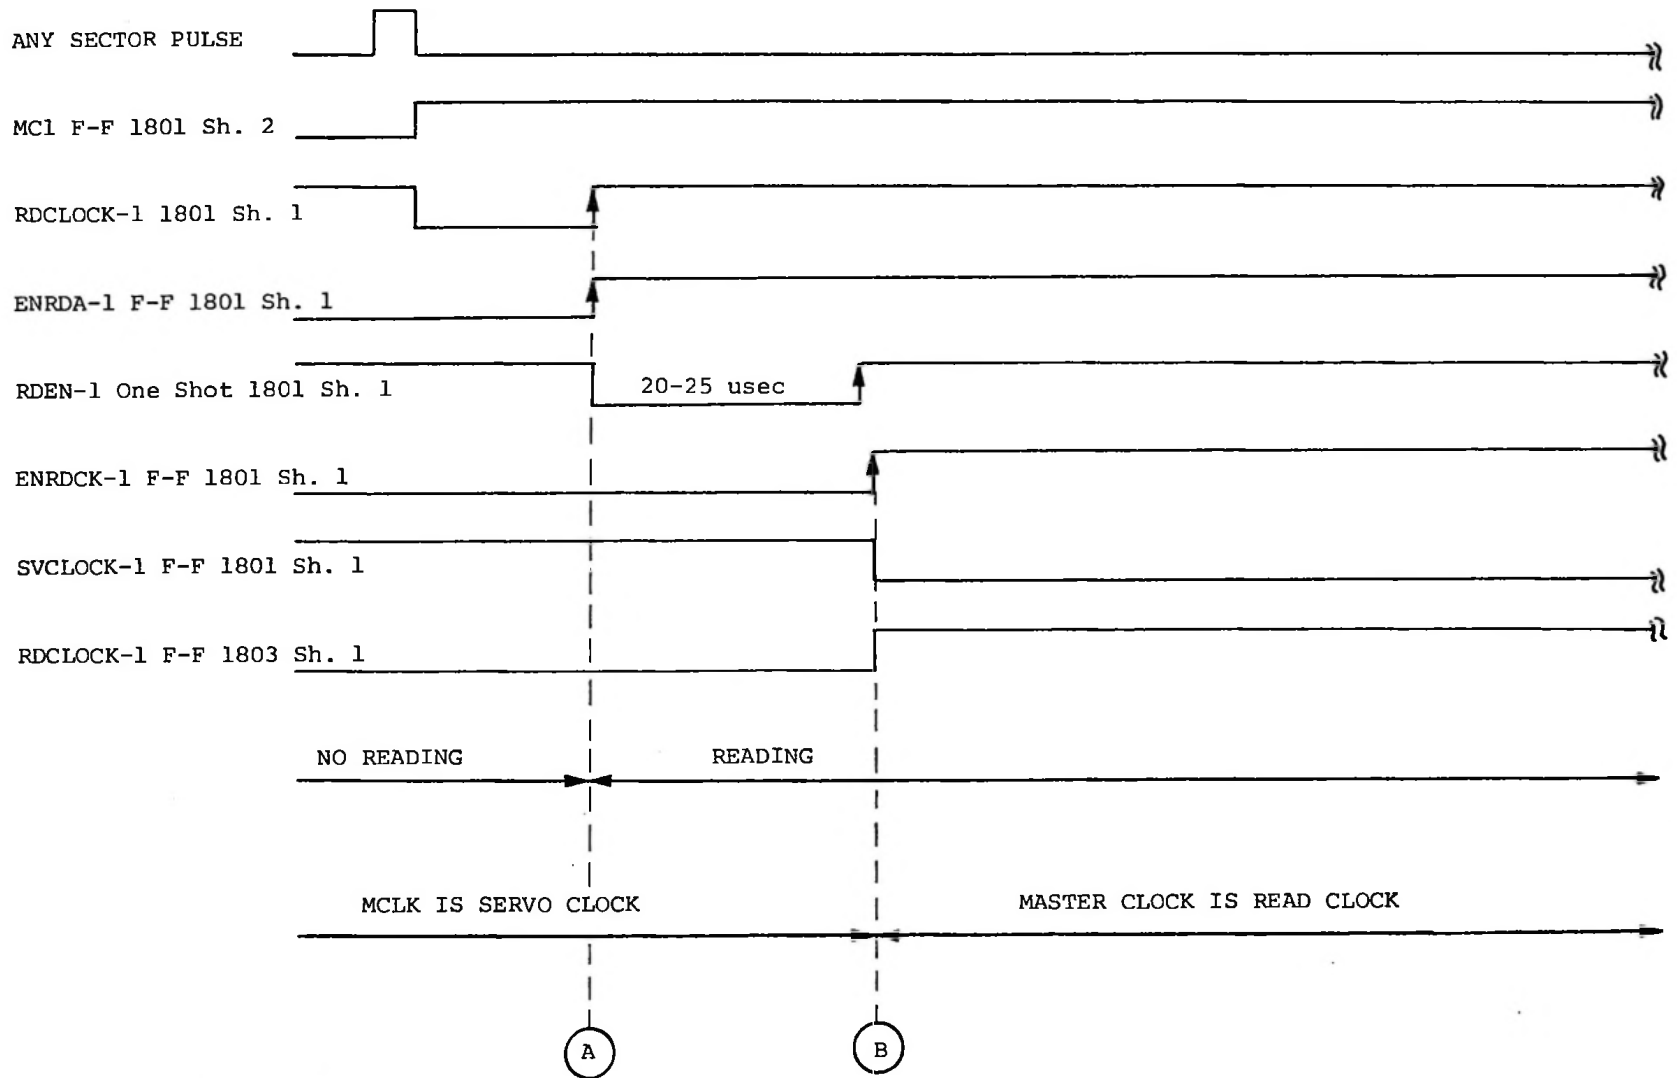 ANY SECTOR PULSE
MC1 F-F 1801 Sh. 2
RDCLOCK-1 1801 Sh. 1
ENRDA-1 F-F 1801 Sh. 1
RDEN-1 One Shot 1801 Sh. 1
20-25 usec
ENRDCK-1 F-F 1801 Sh. 1
SVCLOCK-1 F-F 1801 Sh. 1
RDCLOCK-1 F-F 1803 Sh. 1
NO READING
READING
MCLK IS SERVO CLOCK
MASTER CLOCK IS READ CLOCK
A
B